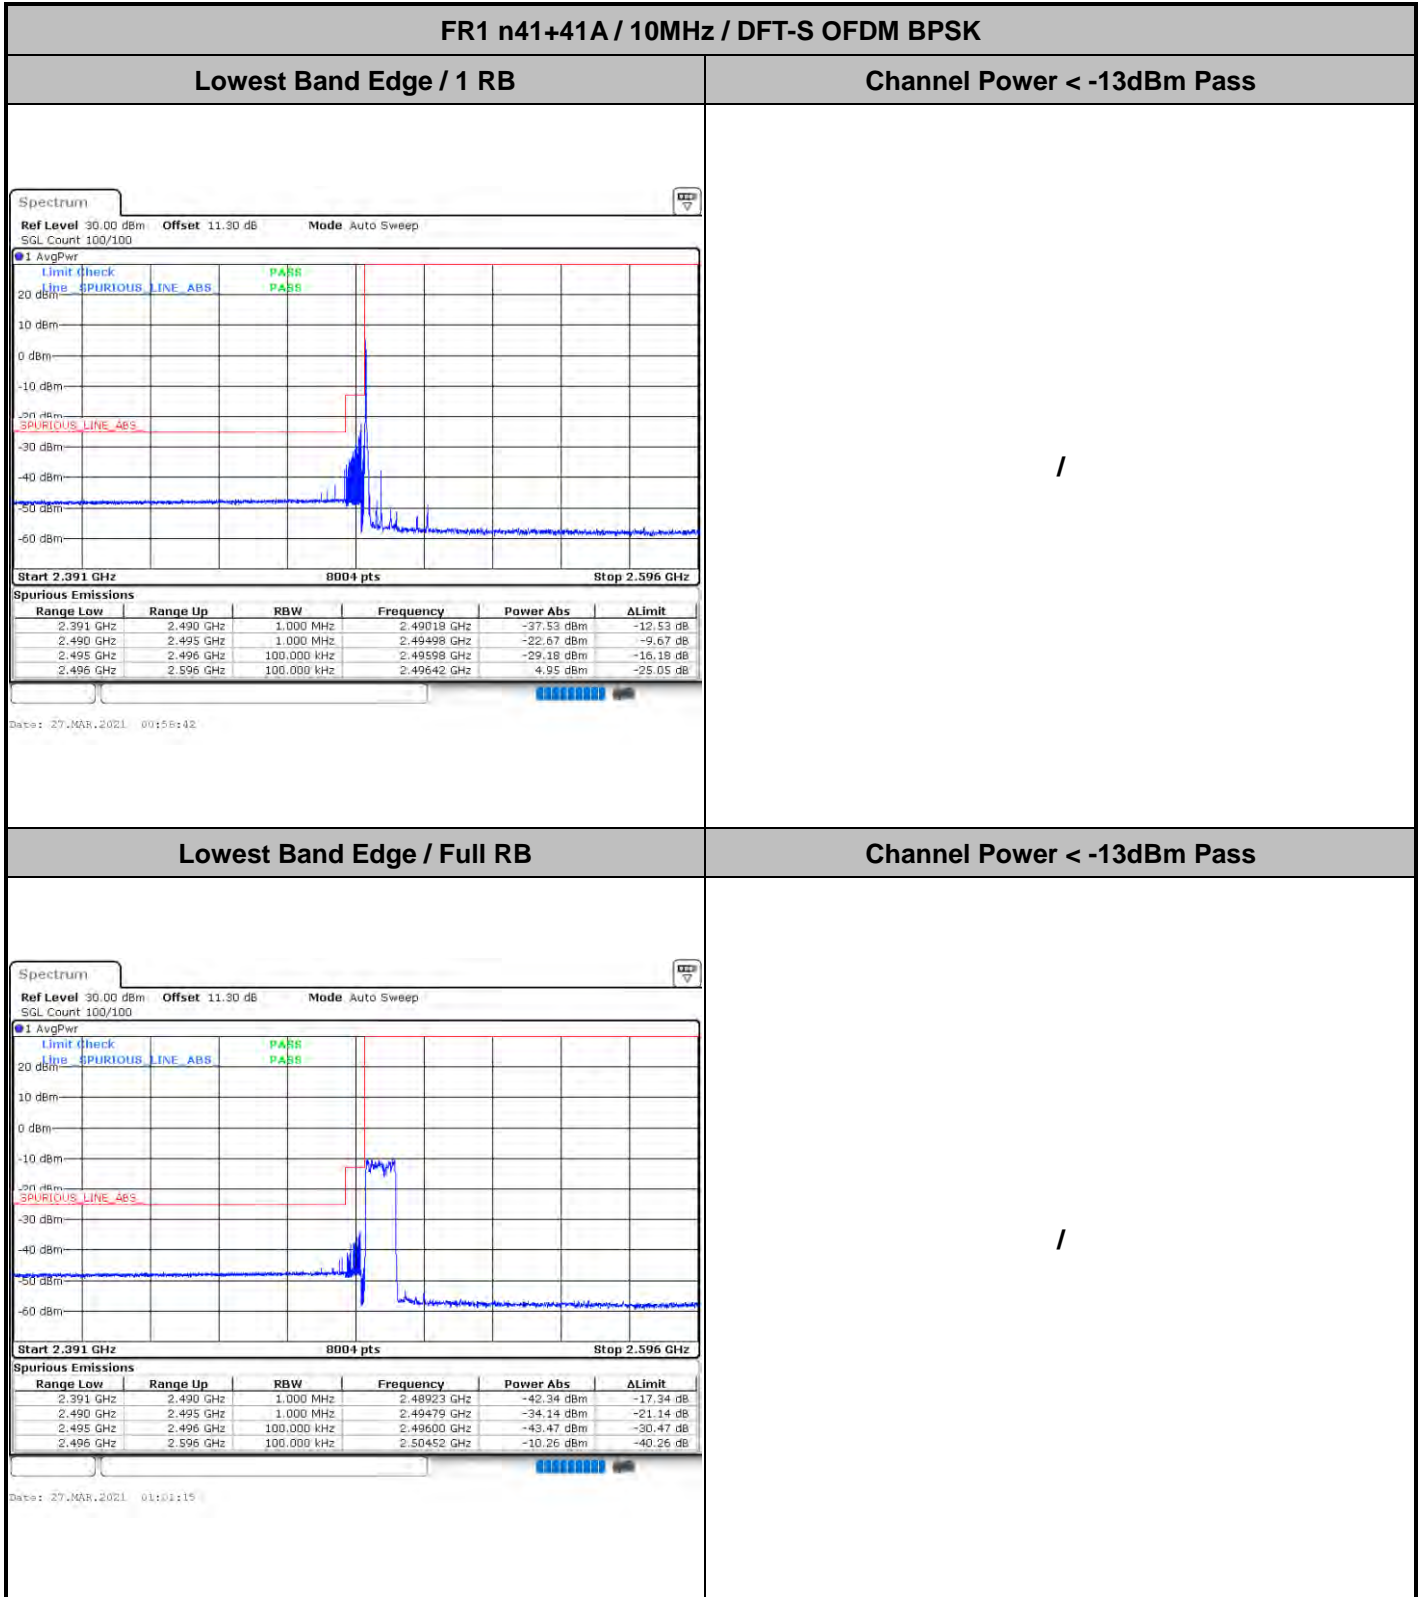 FR1 n41+41A / 10MHz / DFT-S OFDM BPSK
Lowest Band Edge / 1 RB
Channel Power < -13dBm Pass
Spectrum
Ref Level 30.00 dBm Offset 11.30 dB Mode Auto Sweep
SGL Count 100/100
1 AvgPwr
Limit Check PASS
Line _SPURIOUS_LINE_ABS_ PASS
20 dBm
10 dBm
0 dBm
-10 dBm
-20 dBm
_SPURIOUS_LINE_ABS_
-30 dBm
-40 dBm
-50 dBm
-60 dBm
Start 2.391 GHz 8004 pts Stop 2.596 GHz
Spurious Emissions
Range Low Range Up RBW Frequency Power Abs ΔLimit
2.391 GHz 2.490 GHz 1.000 MHz 2.49018 GHz -37.53 dBm -12.53 dB
2.490 GHz 2.495 GHz 1.000 MHz 2.49498 GHz -22.67 dBm -9.67 dB
2.495 GHz 2.496 GHz 100.000 kHz 2.49598 GHz -29.18 dBm -16.18 dB
2.496 GHz 2.596 GHz 100.000 kHz 2.49642 GHz 4.95 dBm -25.05 dB
Date: 27.MAR.2021 00:58:42
/
Lowest Band Edge / Full RB
Channel Power < -13dBm Pass
Spectrum
Ref Level 30.00 dBm Offset 11.30 dB Mode Auto Sweep
SGL Count 100/100
1 AvgPwr
Limit Check PASS
Line _SPURIOUS_LINE_ABS_ PASS
20 dBm
10 dBm
0 dBm
-10 dBm
-20 dBm
_SPURIOUS_LINE_ABS_
-30 dBm
-40 dBm
-50 dBm
-60 dBm
Start 2.391 GHz 8004 pts Stop 2.596 GHz
Spurious Emissions
Range Low Range Up RBW Frequency Power Abs ΔLimit
2.391 GHz 2.490 GHz 1.000 MHz 2.48923 GHz -42.34 dBm -17.34 dB
2.490 GHz 2.495 GHz 1.000 MHz 2.49479 GHz -34.14 dBm -21.14 dB
2.495 GHz 2.496 GHz 100.000 kHz 2.49600 GHz -43.47 dBm -30.47 dB
2.496 GHz 2.596 GHz 100.000 kHz 2.50452 GHz -10.26 dBm -40.26 dB
Date: 27.MAR.2021 01:01:15
/